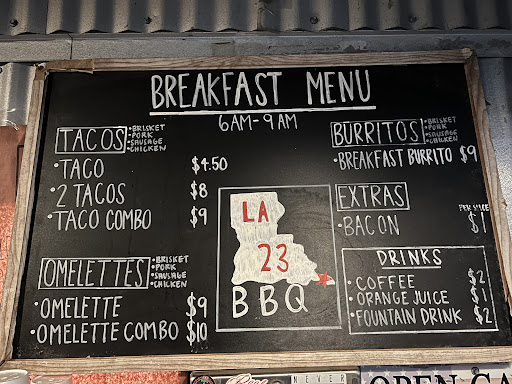 BREAKFAST MENU
6AM-9AM
TACOS
• BRISKET
• PORK
• SAUSAGE
• CHICKEN
• TACO $4.50
• 2 TACOS $8
• TACO COMBO $9
OMELETTES
• BRISKET
• PORK
• SAUSAGE
• CHICKEN
• OMELETTE $9
• OMELETTE COMBO $10
LA
23
BBQ
BURRITOS
• BRISKET
• PORK
• SAUSAGE
• CHICKEN
• BREAKFAST BURRITO $9
EXTRAS
PER SLICE
• BACON $1
DRINKS
• COFFEE $2
• ORANGE JUICE $1
• FOUNTAIN DRINK $2
NEVER